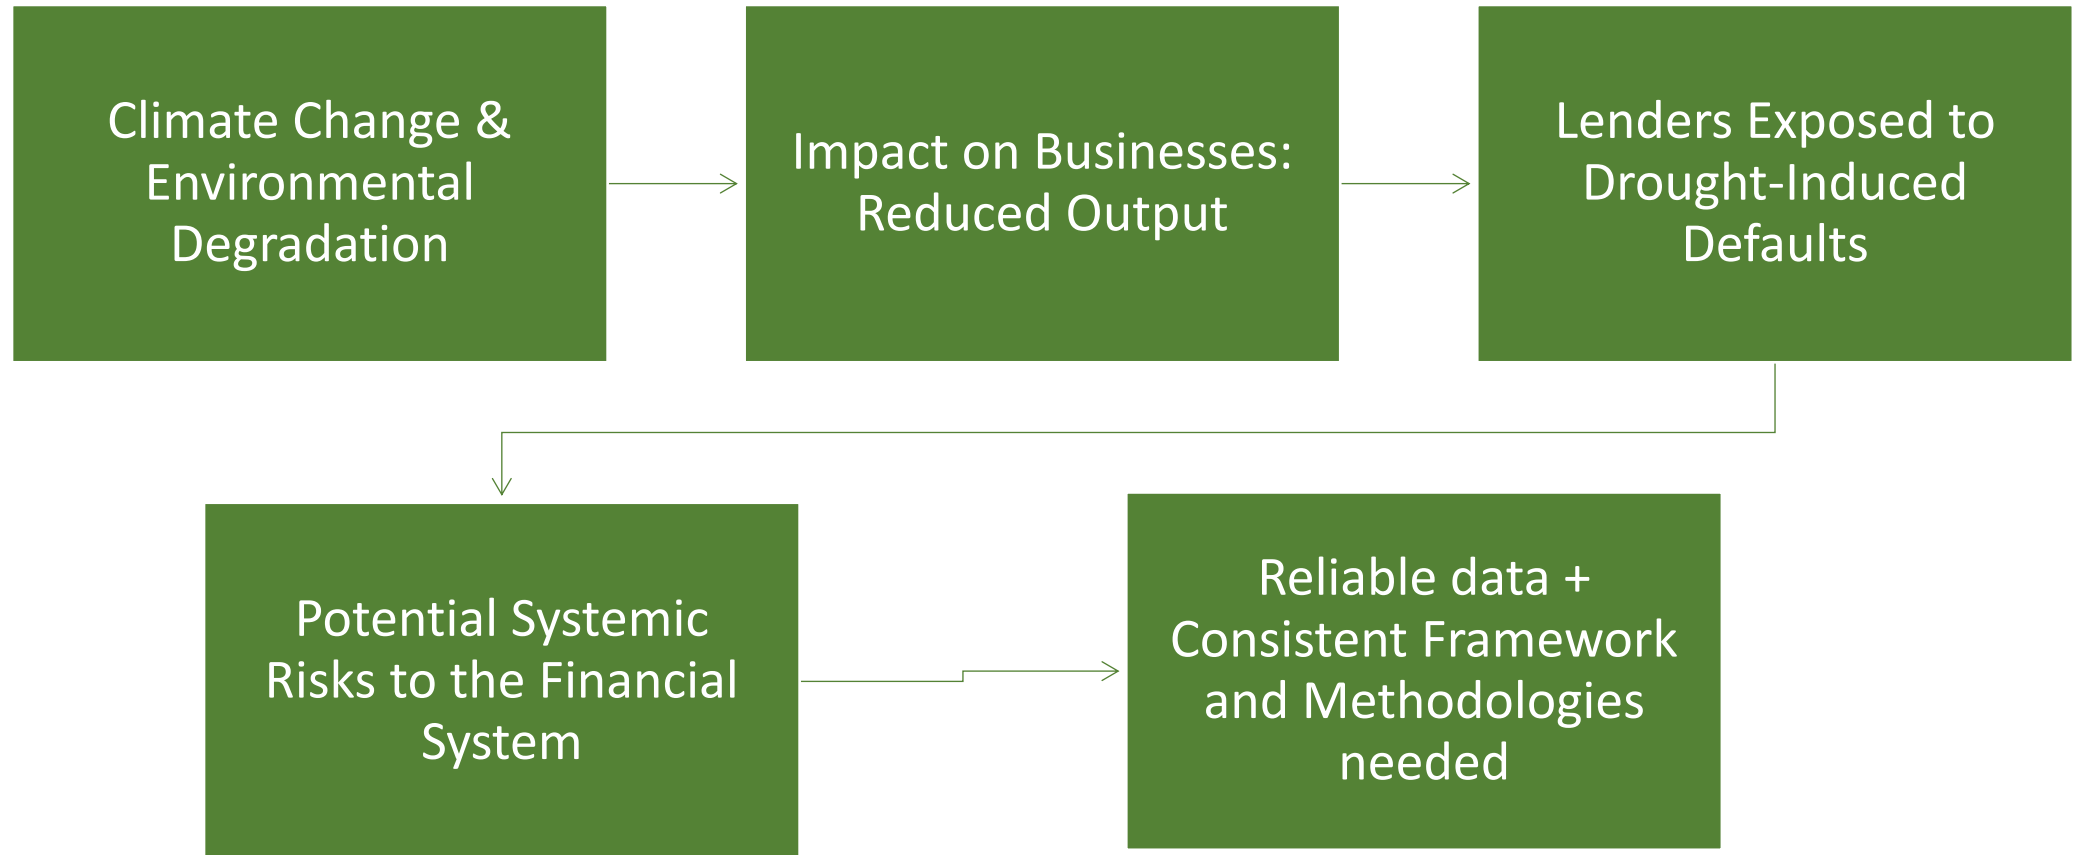 Climate Change &
Environmental
Degradation
Impact on Businesses:
Reduced Output
Lenders Exposed to
Drought-Induced
Defaults
Potential Systemic
Risks to the Financial
System
Reliable data +
Consistent Framework
and Methodologies
needed